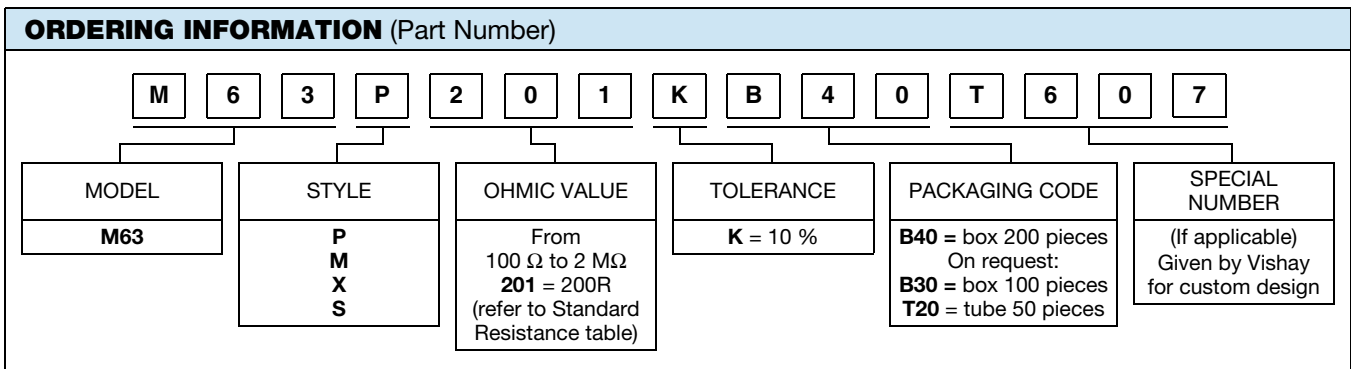 ORDERING INFORMATION (Part Number)
M 6 3 P 2 0 1 K B 4 0 T 6 0 7
MODEL
M63
STYLE
P
M
X
S
OHMIC VALUE
From
100 Ω to 2 MΩ
201 = 200R
(refer to Standard
Resistance table)
TOLERANCE
K = 10 %
PACKAGING CODE
B40 = box 200 pieces
On request:
B30 = box 100 pieces
T20 = tube 50 pieces
SPECIAL
NUMBER
(If applicable)
Given by Vishay
for custom design